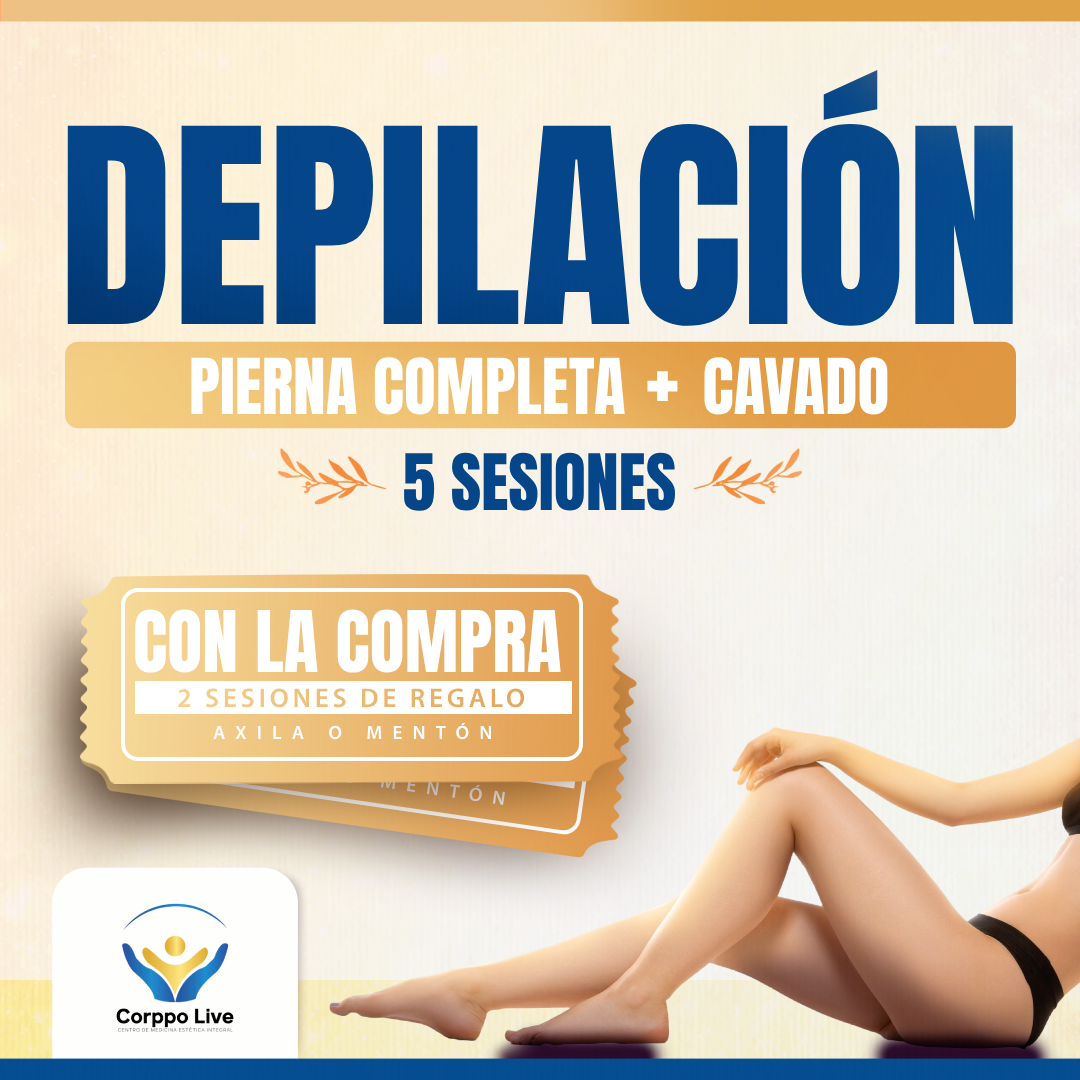 DEPILACIÓN
PIERNA COMPLETA + CAVADO
5 SESIONES
CON LA COMPRA
2 SESIONES DE REGALO
AXILA O MENTÓN
MENTÓN
Corppo Live
CENTRO DE MEDICINA ESTÉTICA INTEGRAL